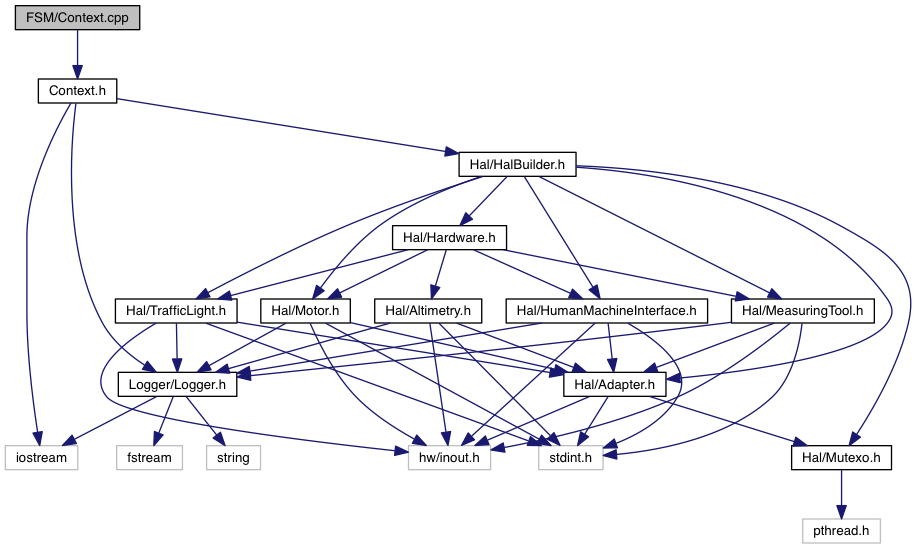 FSM/Context.cpp
Context.h
Hal/HalBuilder.h
Hal/Hardware.h
Hal/TrafficLight.h
Hal/Motor.h
Hal/Altimetry.h
Hal/HumanMachineInterface.h
Hal/MeasuringTool.h
Logger/Logger.h
Hal/Adapter.h
iostream
fstream
string
hw/inout.h
stdint.h
Hal/Mutexo.h
pthread.h